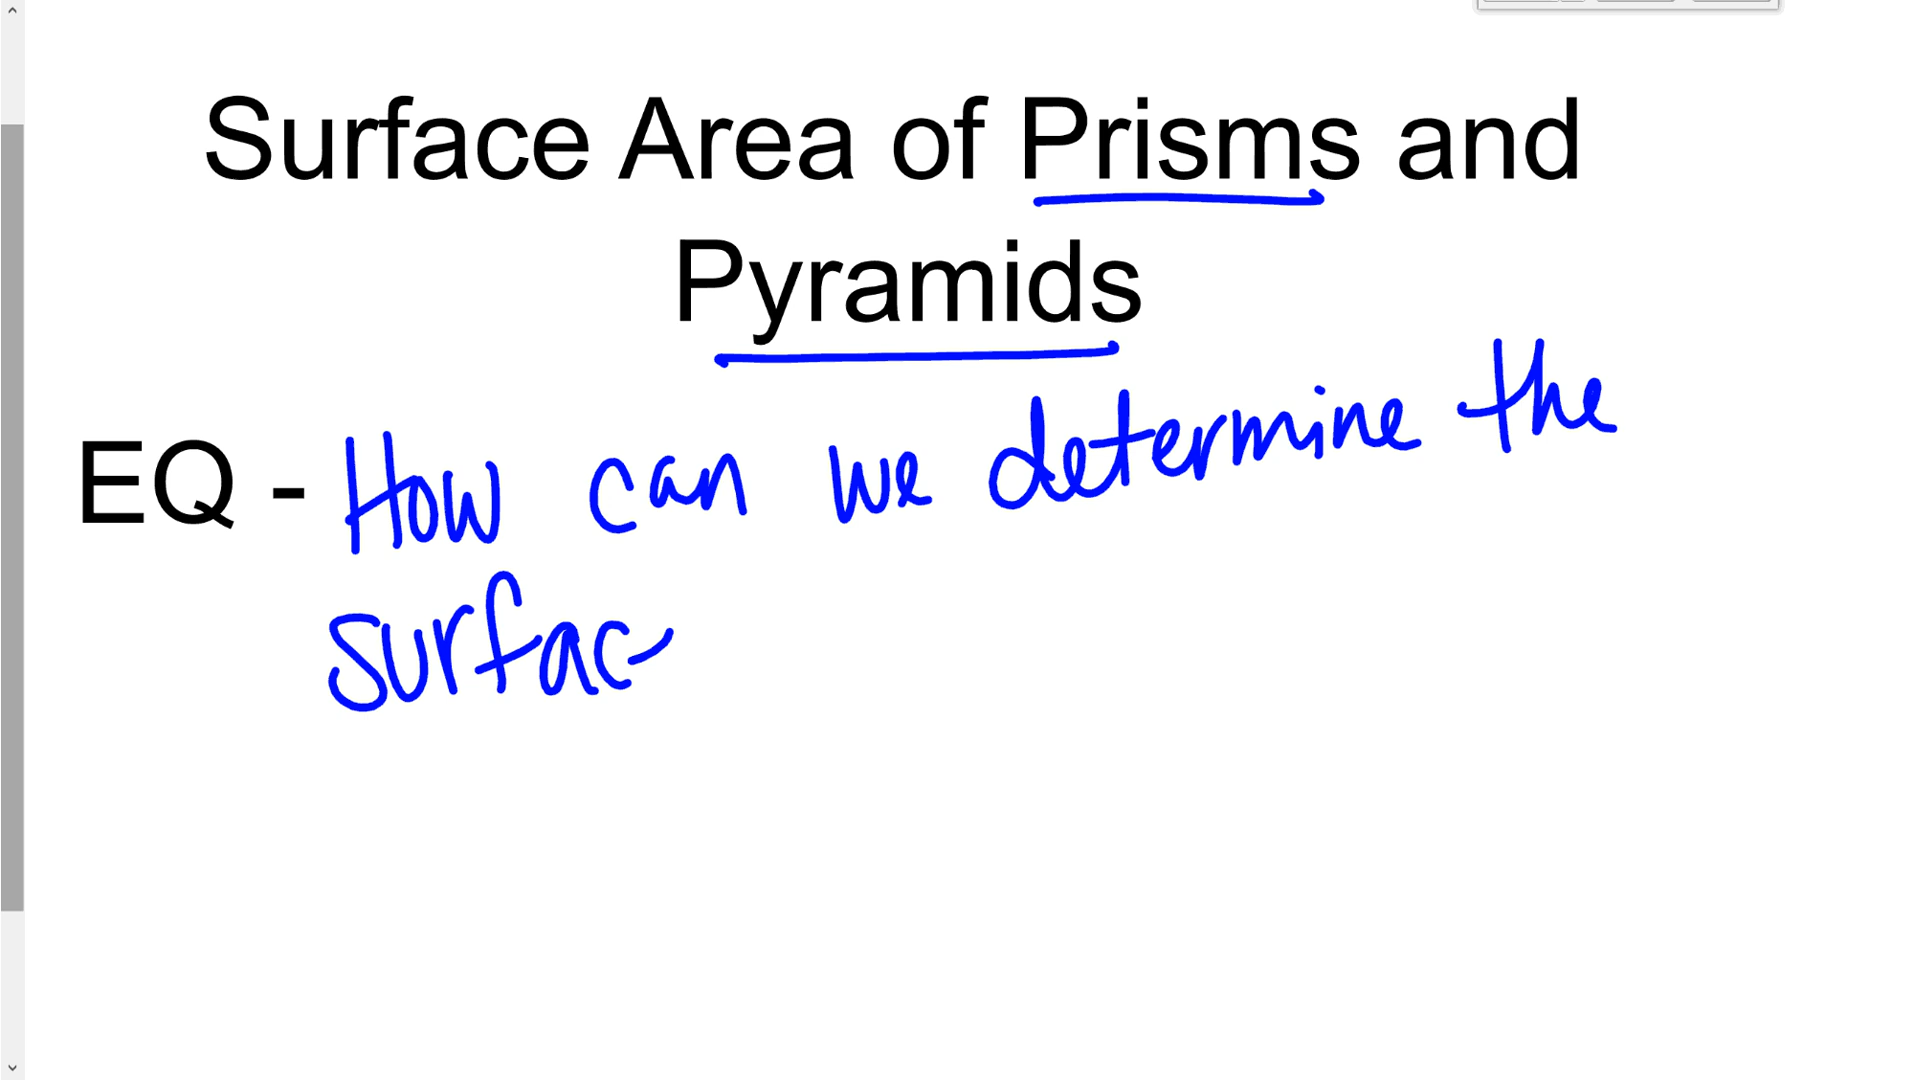 Surface Area of Prisms and
Pyramids
EQ - How can we determine the
surfac